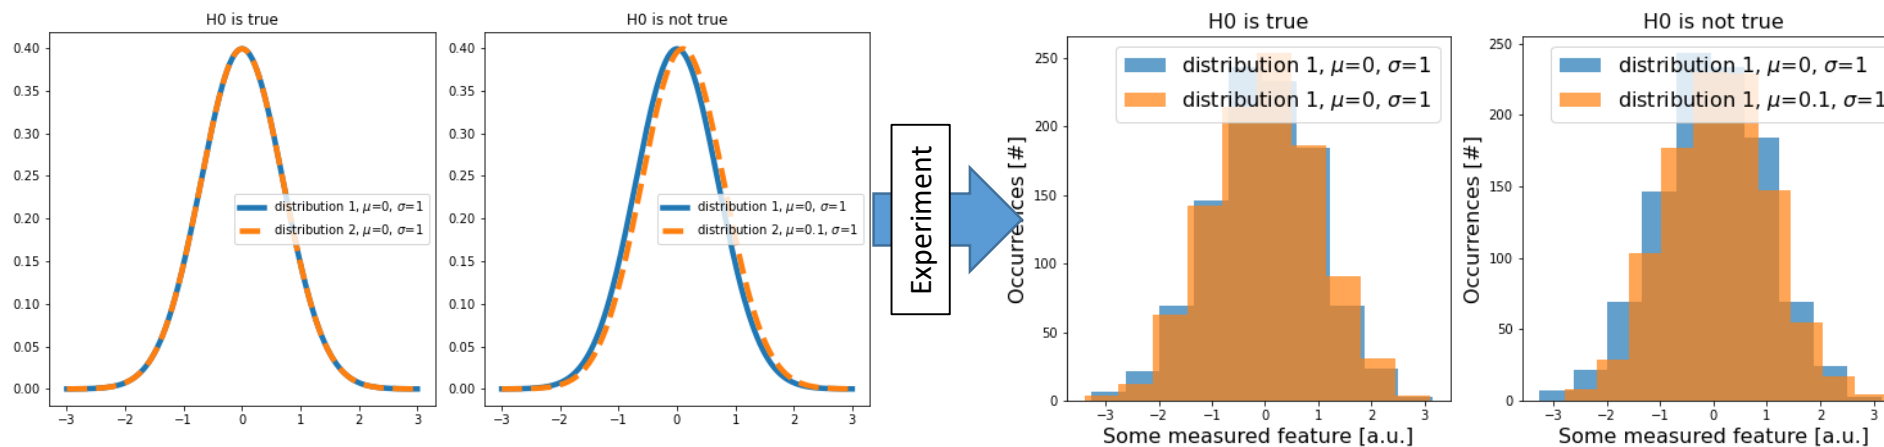 H0 is true
0.40
0.35
0.30
0.25
0.20
0.15
0.10
0.05
0.00
distribution 1, μ=0, σ=1
distribution 2, μ=0, σ=1
−3 −2 −1 0 1 2 3
H0 is not true
0.40
0.35
0.30
0.25
0.20
0.15
0.10
0.05
0.00
distribution 1, μ=0, σ=1
distribution 2, μ=0.1, σ=1
−3 −2 −1 0 1 2 3
Experiment
H0 is true
Occurrences [#]
250
200
150
100
50
0
distribution 1, μ=0, σ=1
distribution 1, μ=0, σ=1
−3 −2 −1 0 1 2 3
Some measured feature [a.u.]
H0 is not true
Occurrences [#]
250
200
150
100
50
0
distribution 1, μ=0, σ=1
distribution 1, μ=0.1, σ=1
−3 −2 −1 0 1 2 3
Some measured feature [a.u.]